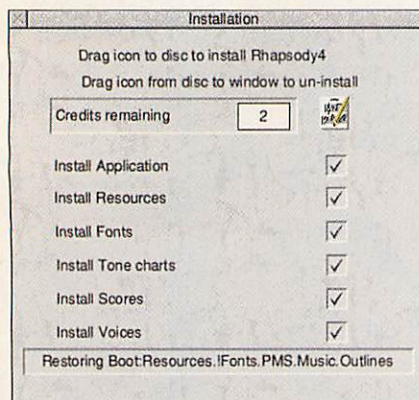 Installation
Drag icon to disc to install Rhapsody4
Drag icon from disc to window to un-install
Credits remaining 2
Install Application
Install Resources
Install Fonts
Install Tone charts
Install Scores
Install Voices
Restoring Boot:Resources.!Fonts.PMS.Music.Outlines